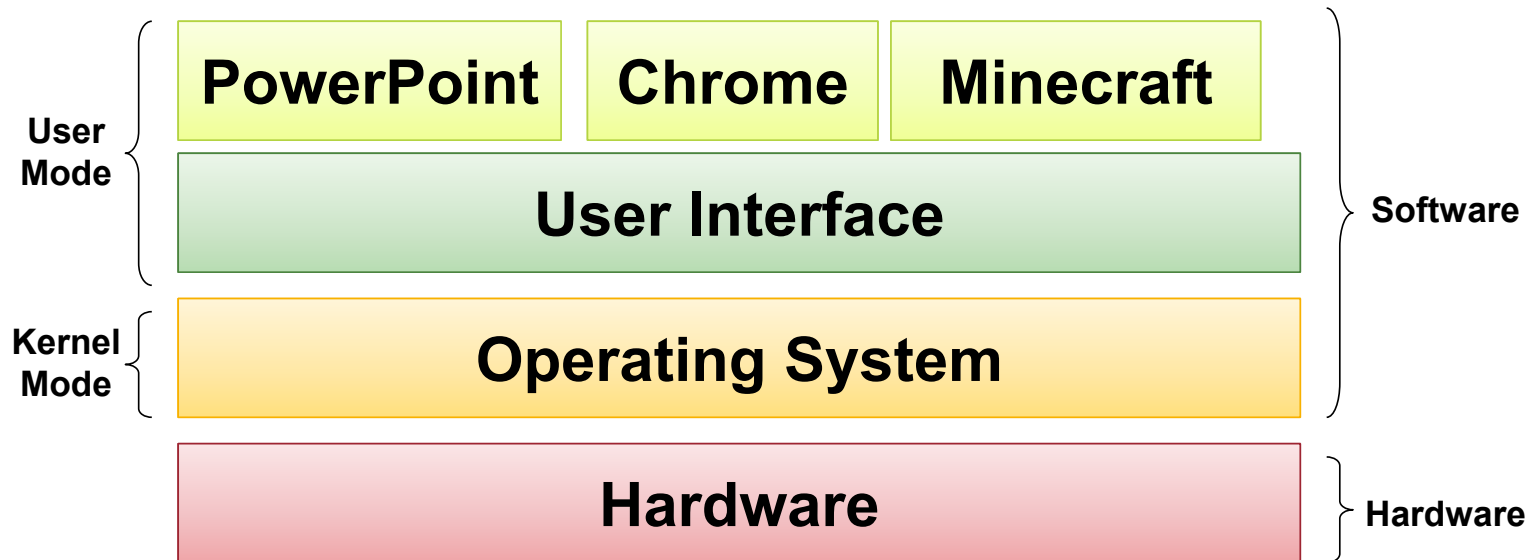 PowerPoint Chrome Minecraft
User
Mode
User Interface
Software
Kernel
Mode
Operating System
Hardware
Hardware